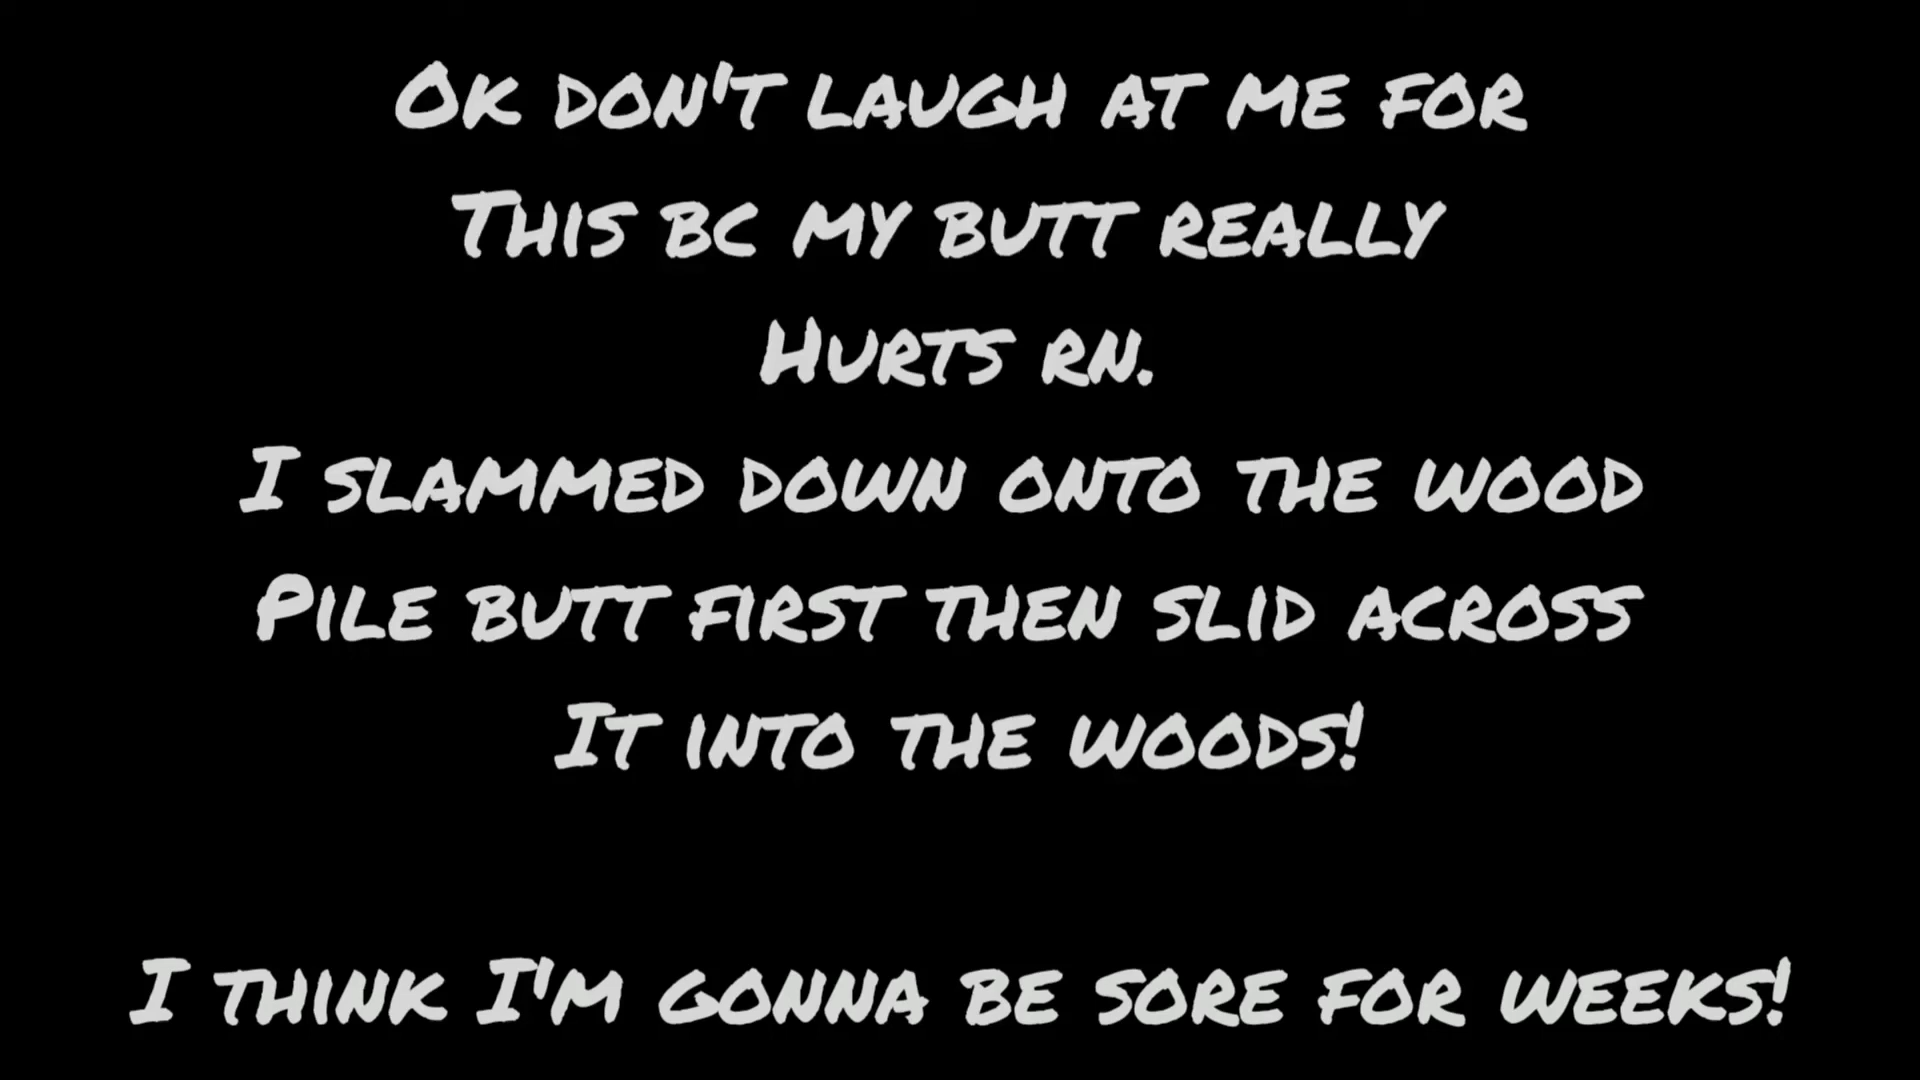 Ok don't laugh at me for
This bc my butt really
Hurts rn.
I slammed down onto the wood
Pile butt first then slid across
It into the woods!
I think I'm gonna be sore for weeks!